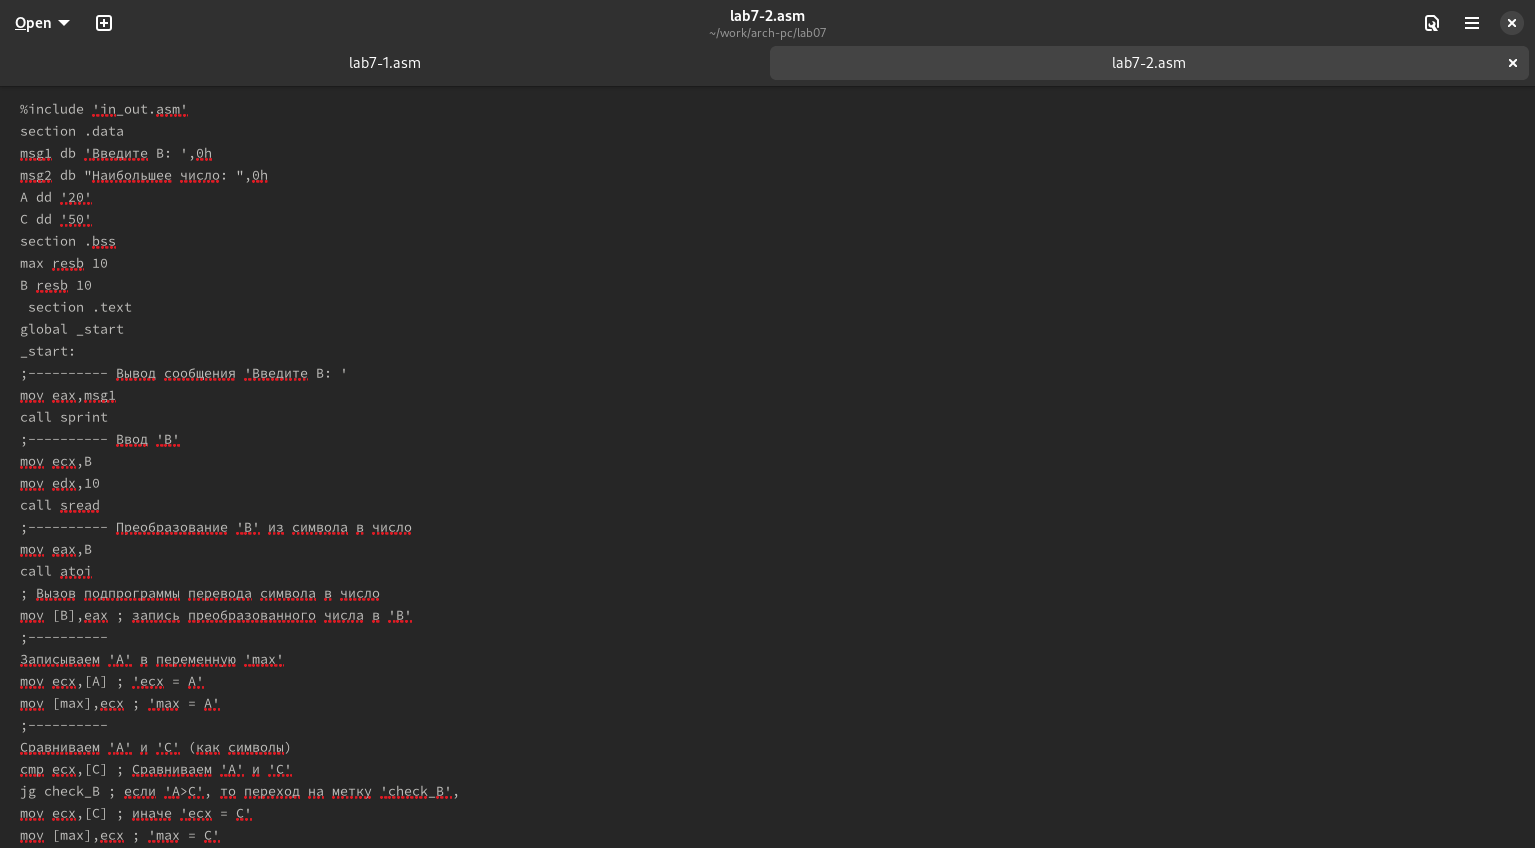 Open
lab7-2.asm
~/work/arch-pc/lab07
lab7-1.asm
lab7-2.asm
%include 'in_out.asm'
section .data
msg1 db 'Введите B: ',0h
msg2 db "Наибольшее число: ",0h
A dd '20'
C dd '50'
section .bss
max resb 10
B resb 10
section .text
global _start
_start:
;---------- Вывод сообщения 'Введите B: '
mov eax,msg1
call sprint
;---------- Ввод 'B'
mov ecx,B
mov edx,10
call sread
;---------- Преобразование 'B' из символа в число
mov eax,B
call atoi
; Вызов подпрограммы перевода символа в число
mov [B],eax ; запись преобразованного числа в 'B'
;----------
Записываем 'A' в переменную 'max'
mov ecx,[A] ; 'ecx = A'
mov [max],ecx ; 'max = A'
;----------
Сравниваем 'A' и 'С' (как символы)
cmp ecx,[C] ; Сравниваем 'A' и 'С'
jg check_B ; если 'A>C', то переход на метку 'check_B',
mov ecx,[C] ; иначе 'ecx = C'
mov [max],ecx ; 'max = C'